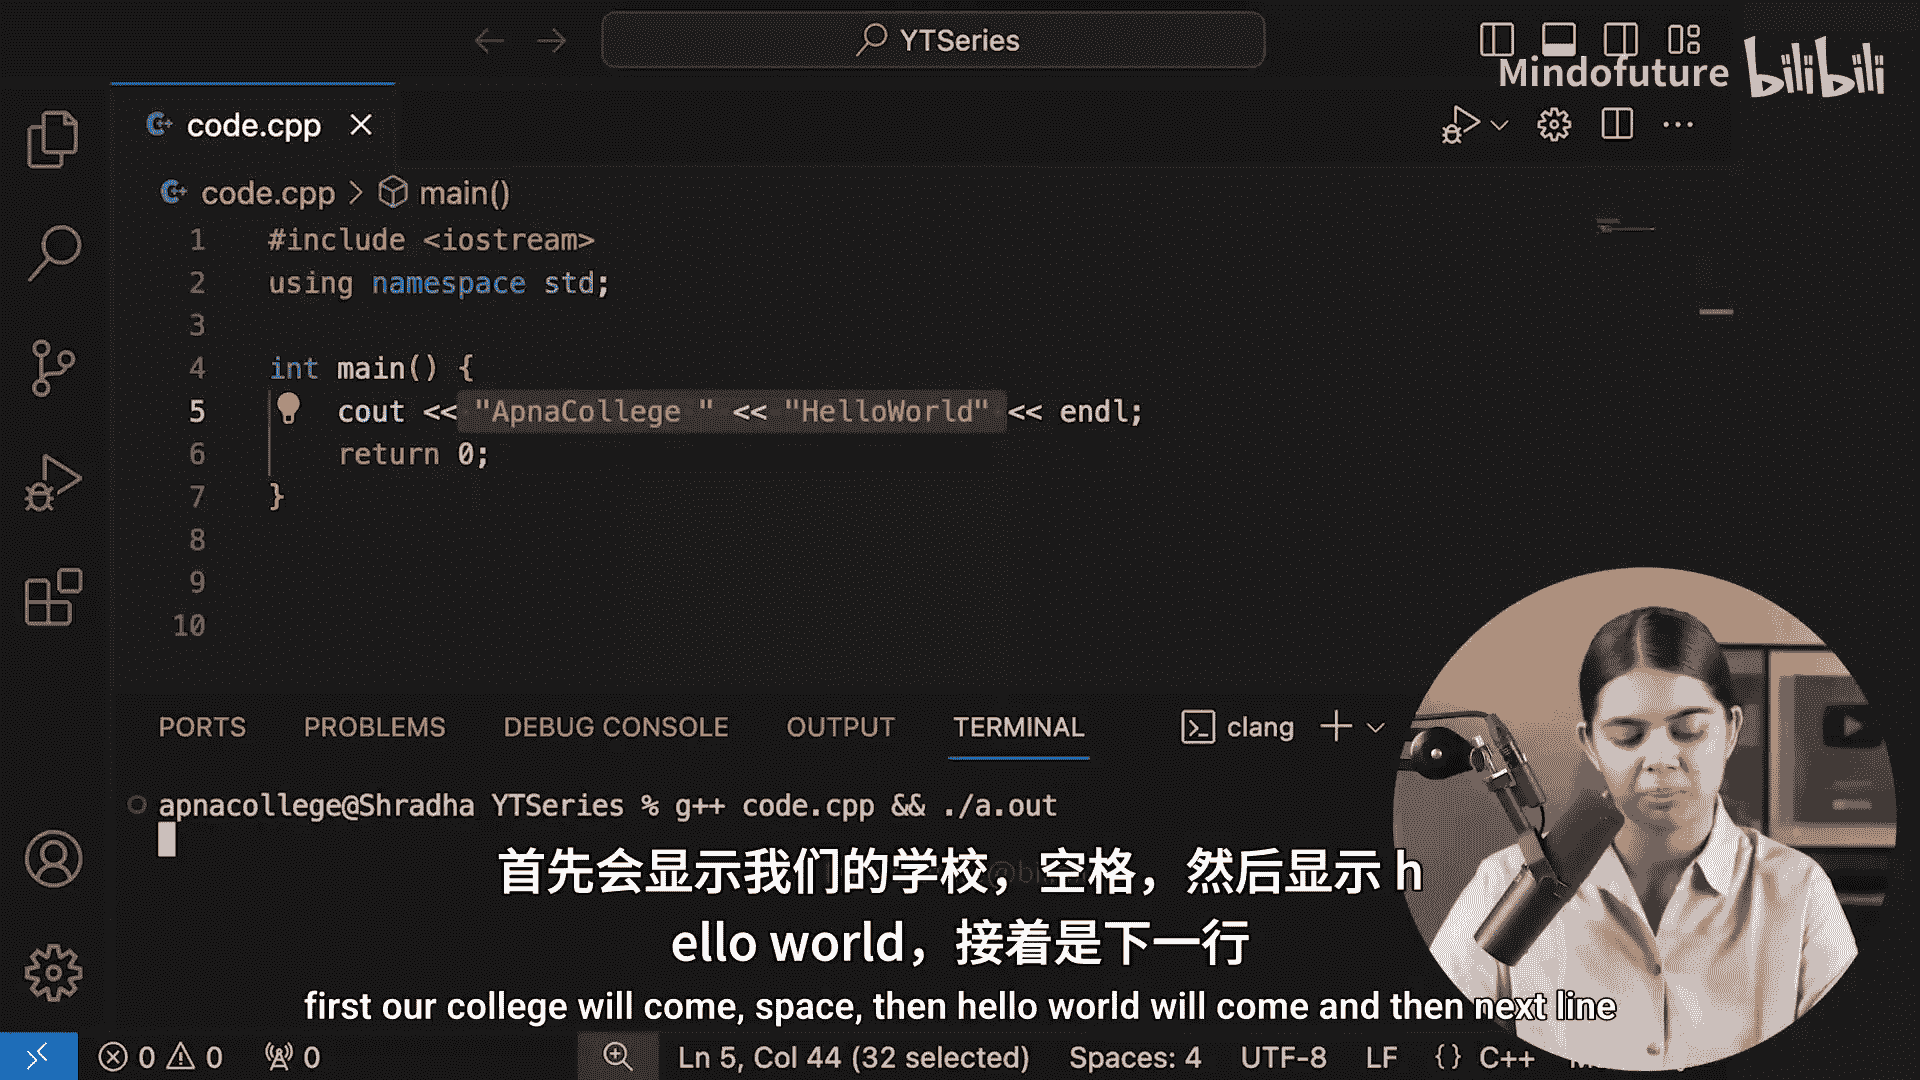 YTSeries
Mindofuture bilibili
code.cpp
code.cpp > main()
1 #include <iostream>
2 using namespace std;
3
4 int main() {
5 cout << "ApnaCollege " << "HelloWorld" << endl;
6 return 0;
7 }
8
9
10
PORTS PROBLEMS DEBUG CONSOLE OUTPUT TERMINAL clang
apnacollege@Shradha YTSeries % g++ code.cpp && ./a.out
首先会显示我们的学校，空格，然后显示 h
ello world，接着是下一行
first our college will come, space, then hello world will come and then next line
0 0 0 Ln 5, Col 44 (32 selected) Spaces: 4 UTF-8 LF {} C++